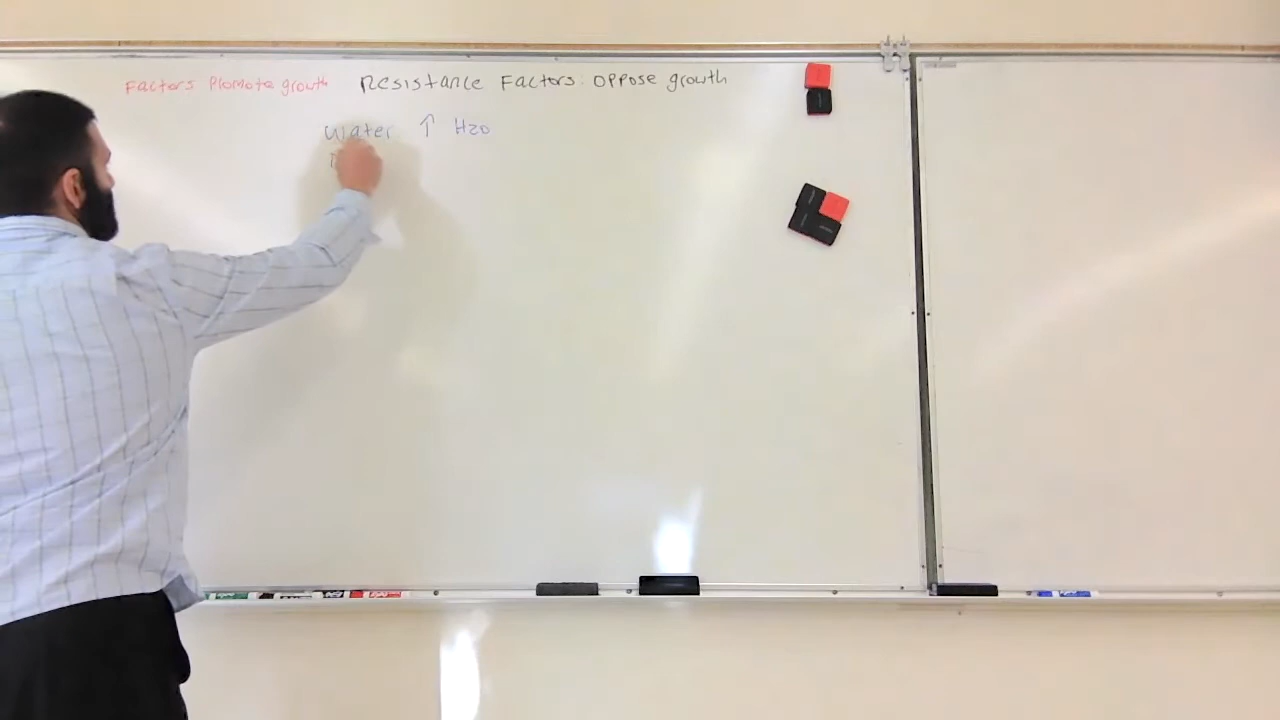 Factors Promote growth Resistance Factors: Oppose growth
Water ↑ H2O